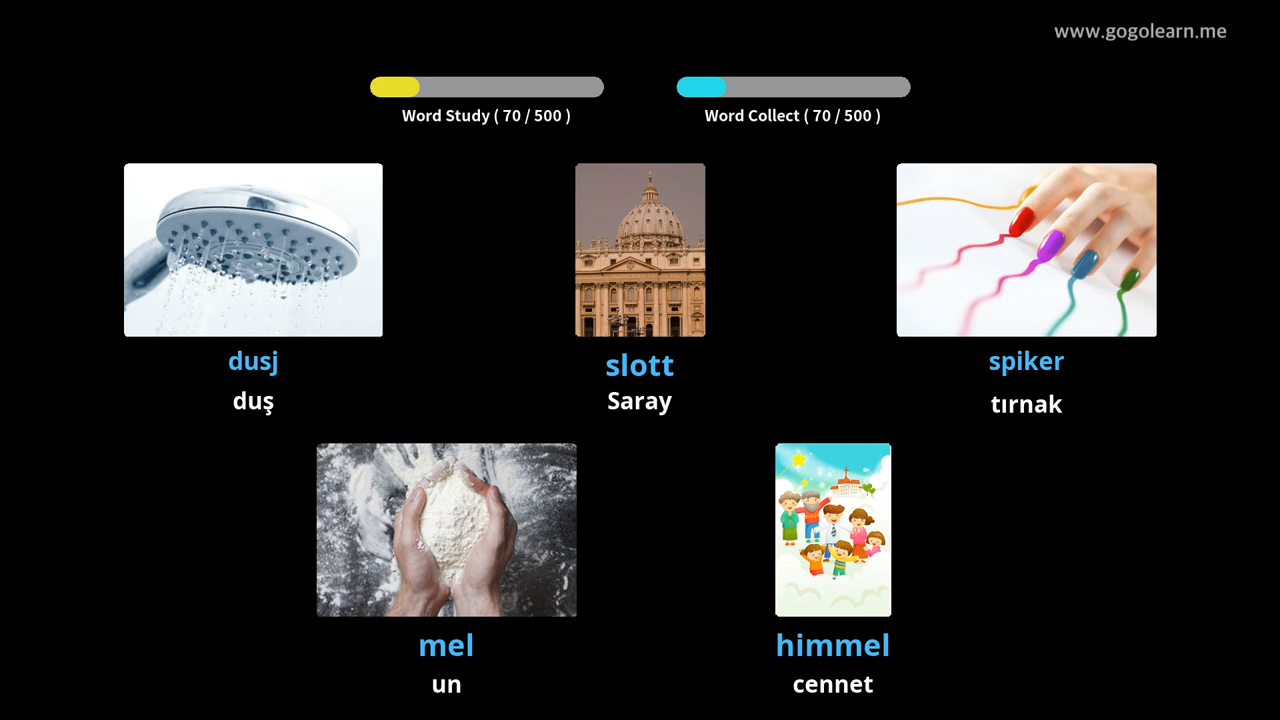 www.gogolearn.me
Word Study ( 70 / 500 )
Word Collect ( 70 / 500 )
dusj
duş
slott
Saray
spiker
tırnak
mel
un
himmel
cennet